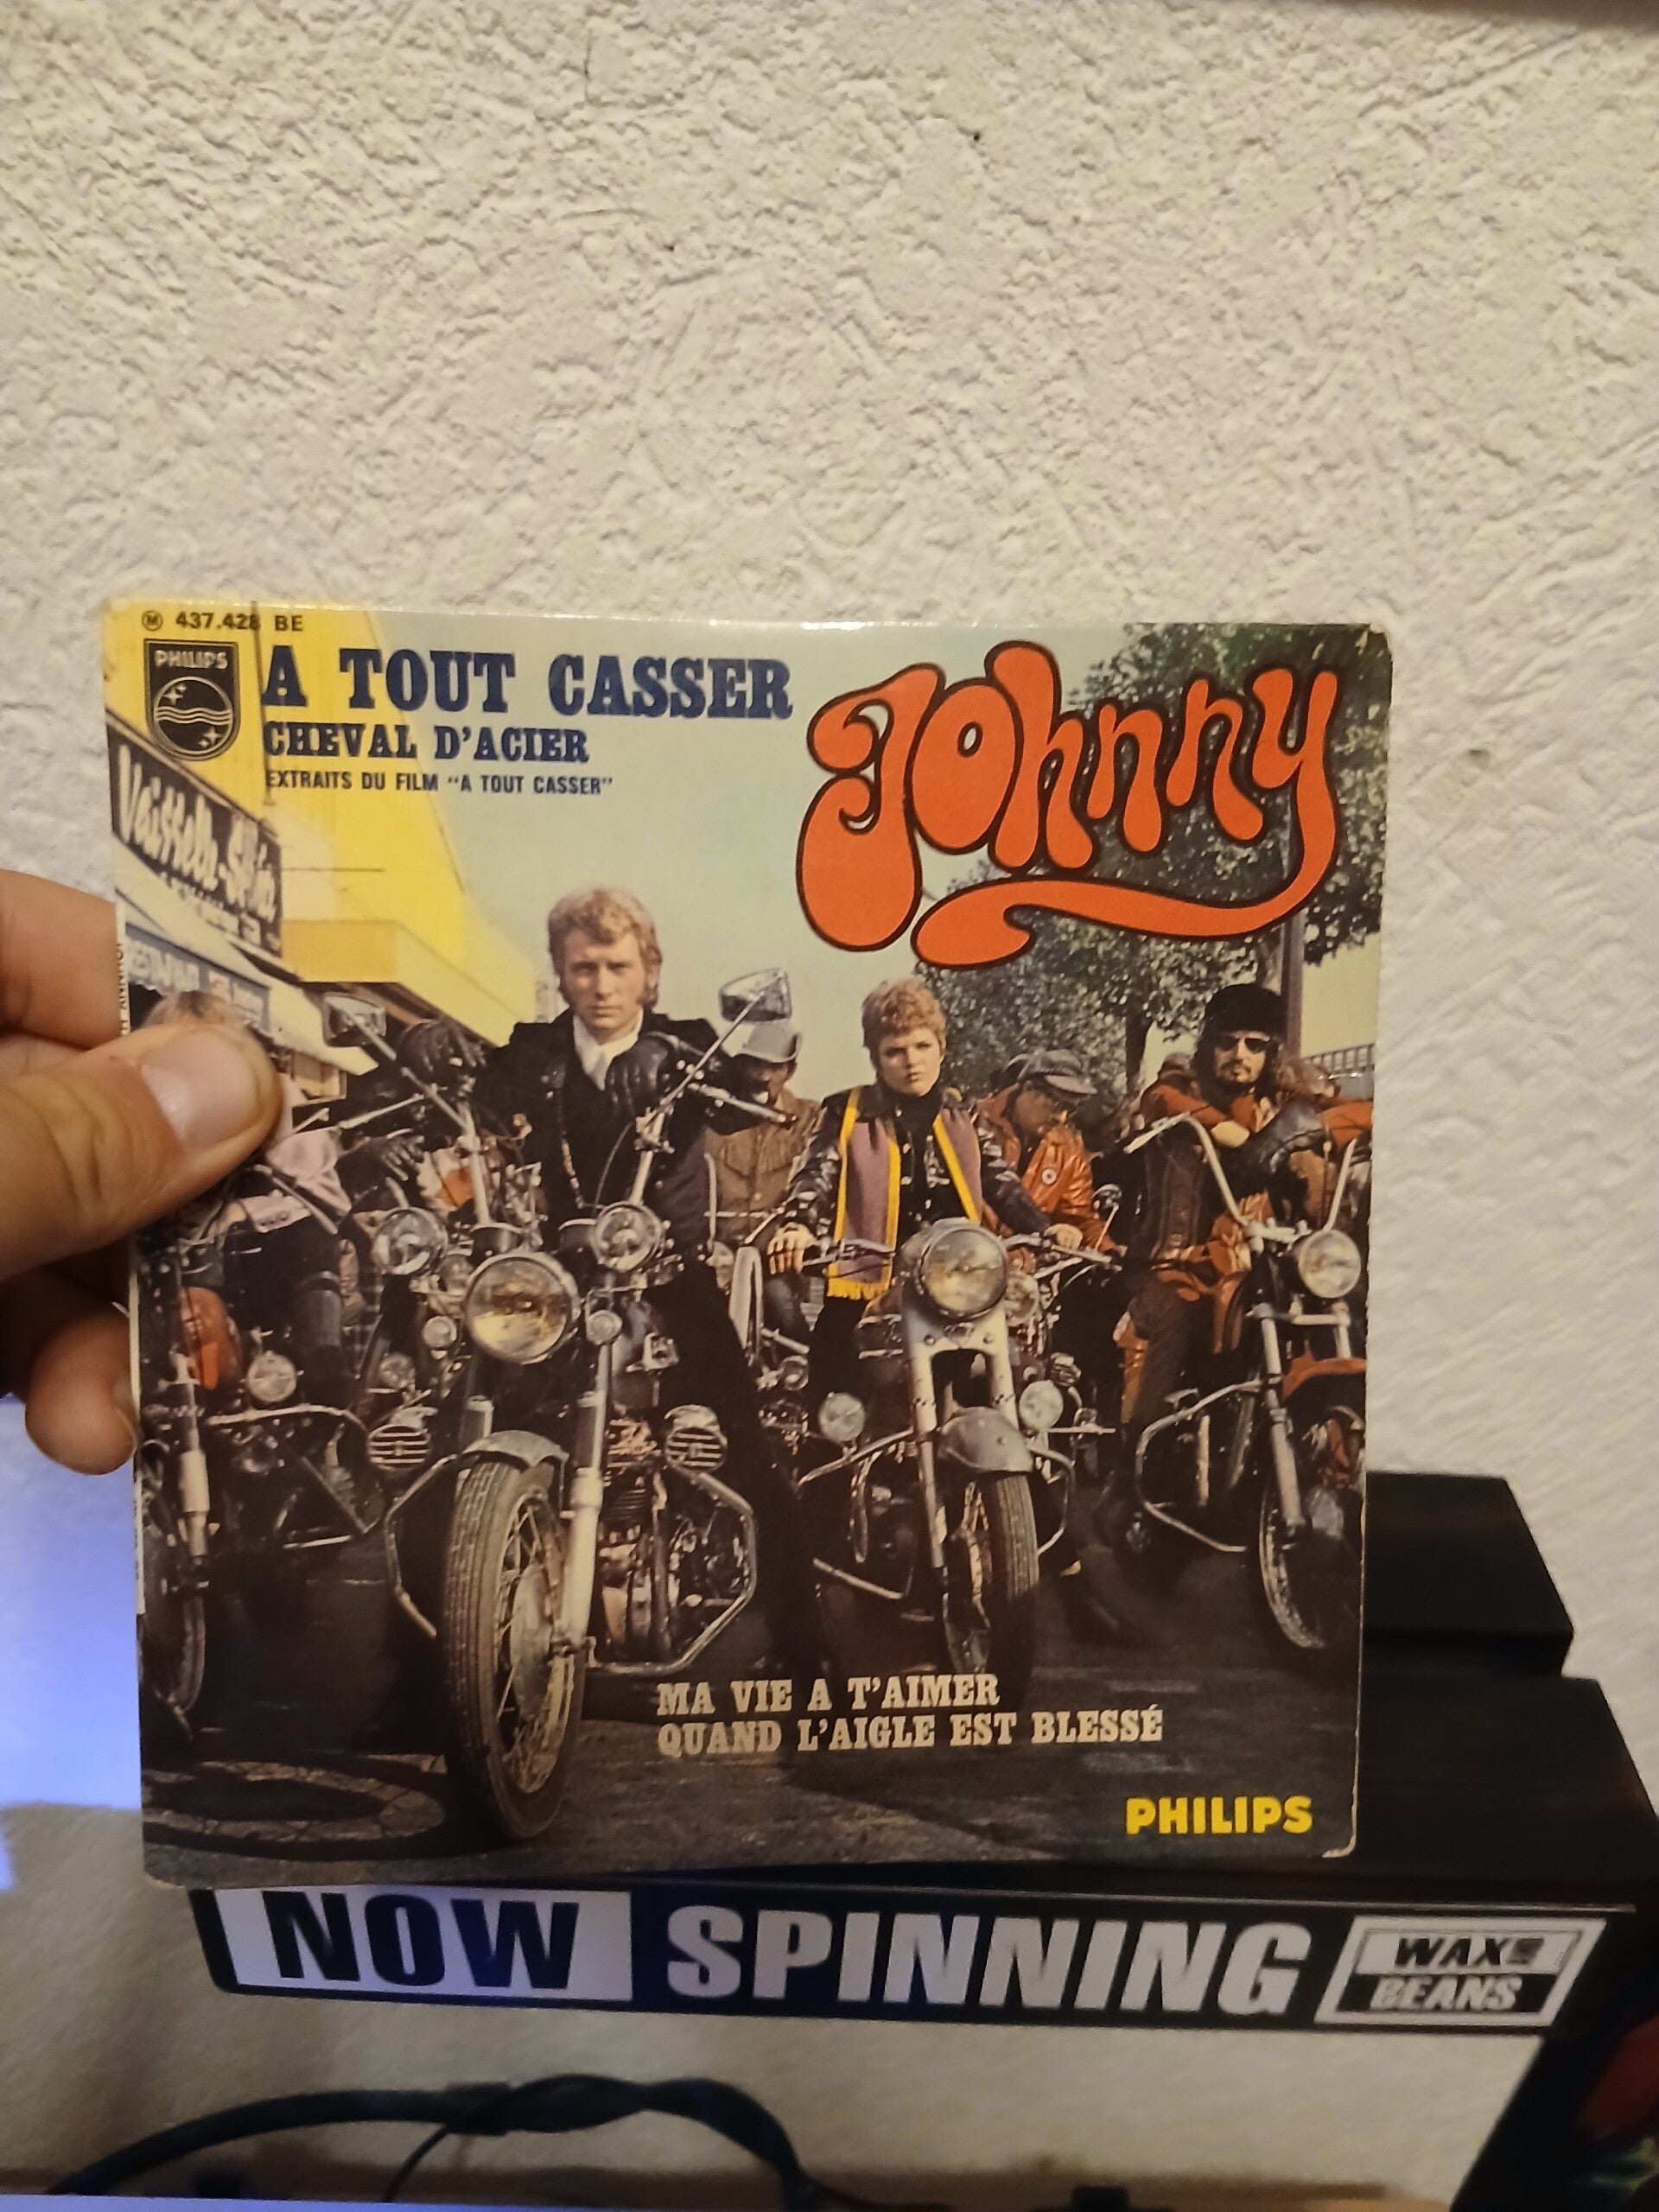 Ⓜ 437.428 BE
PHILIPS
A TOUT CASSER
CHEVAL D'ACIER
EXTRAITS DU FILM "A TOUT CASSER"
Johnny
MA VIE A T'AIMER
QUAND L'AIGLE EST BLESSÉ
PHILIPS
NOW SPINNING
WAX
BEANS